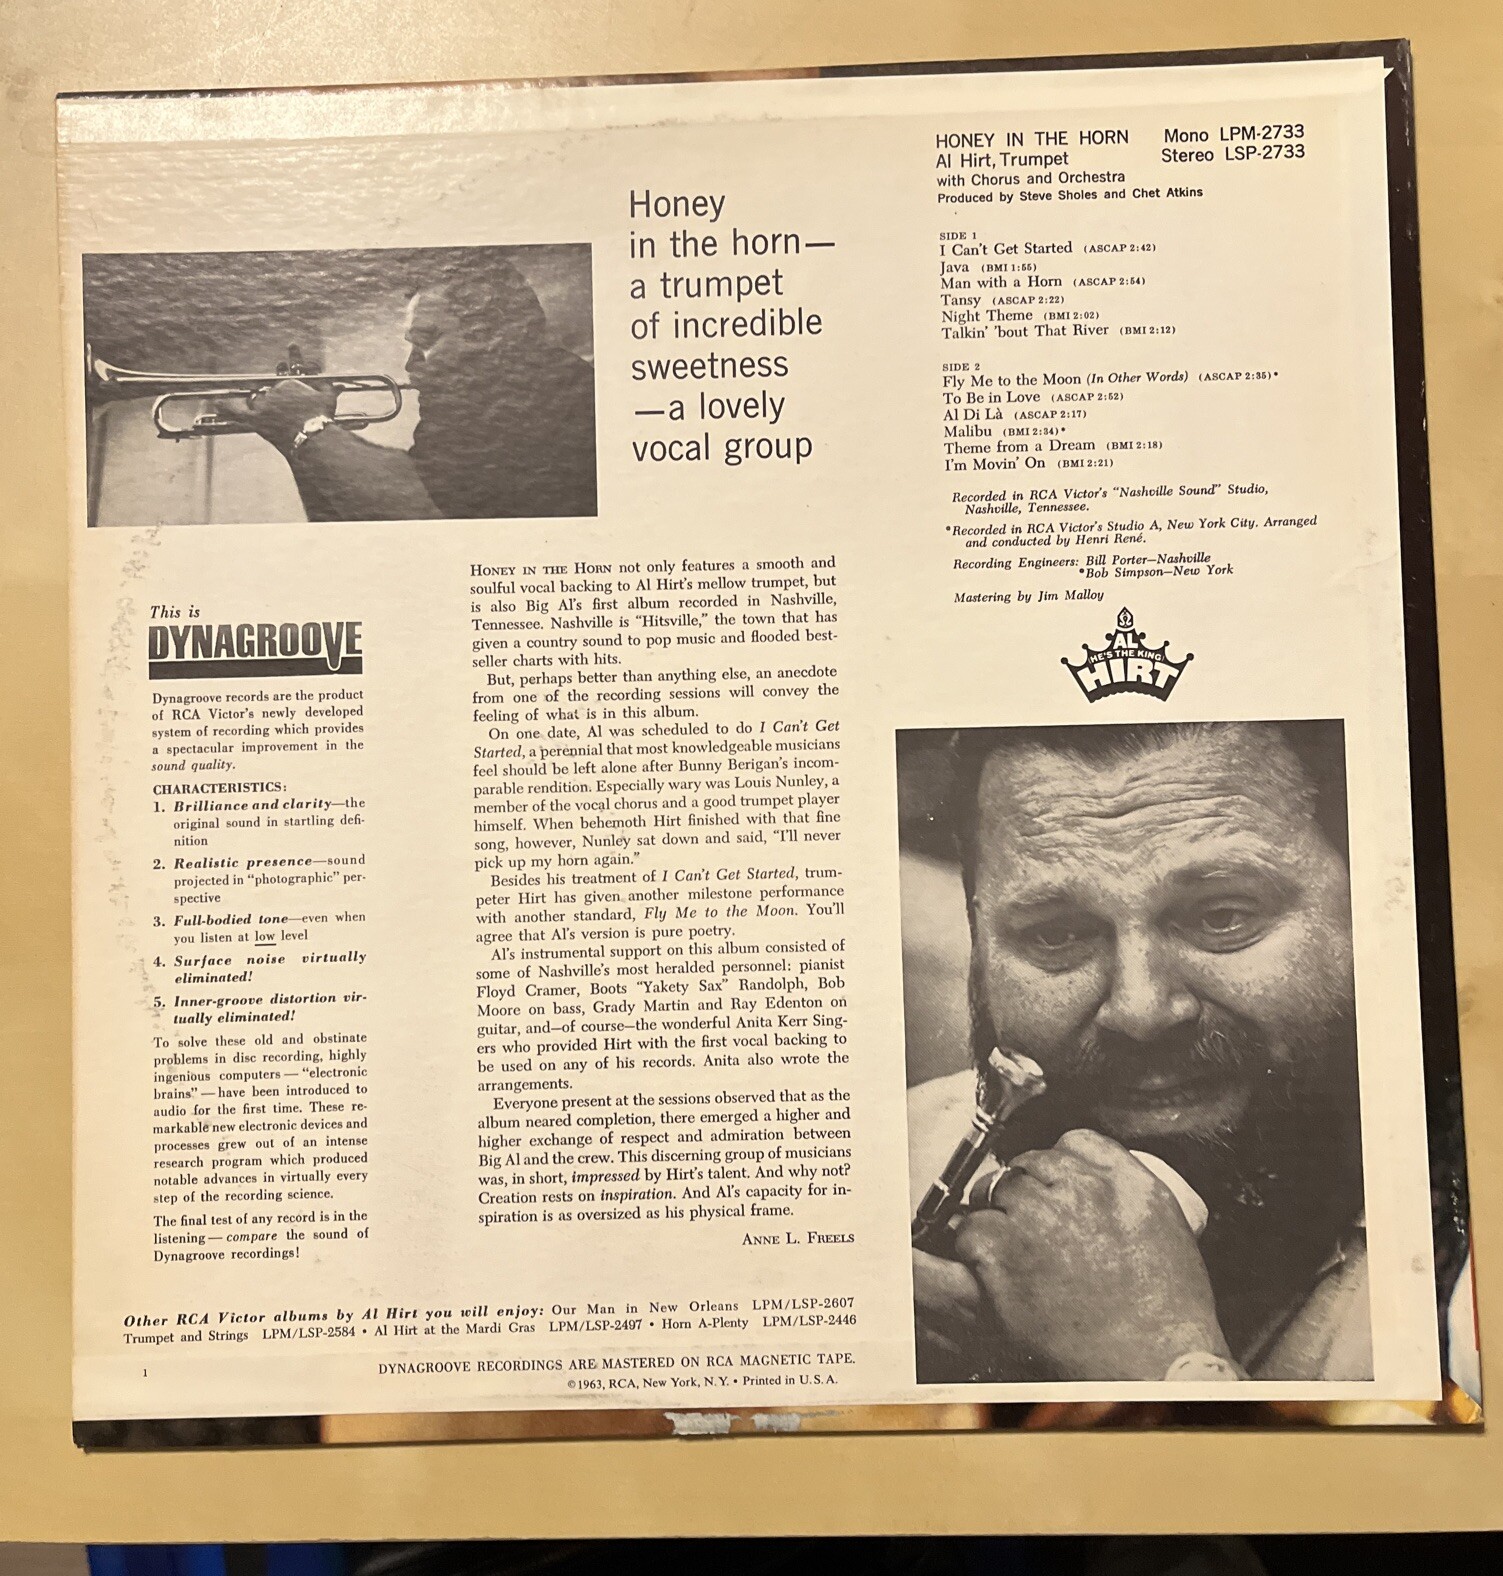 HONEY IN THE HORN Mono LPM-2733
Al Hirt, Trumpet Stereo LSP-2733
with Chorus and Orchestra
Produced by Steve Sholes and Chet Atkins
Honey
in the horn—
a trumpet
of incredible
sweetness
—a lovely
vocal group
SIDE 1
I Can't Get Started (ASCAP 2:42)
Java (BMI 1:55)
Man with a Horn (ASCAP 2:54)
Tansy (ASCAP 2:22)
Night Theme (BMI 2:02)
Talkin' 'bout That River (BMI 2:12)
SIDE 2
Fly Me to the Moon (In Other Words) (ASCAP 2:35)*
To Be in Love (ASCAP 2:52)
Al Di Là (ASCAP 2:17)
Malibu (BMI 2:34)*
Theme from a Dream (BMI 2:18)
I'm Movin' On (BMI 2:21)
Recorded in RCA Victor's "Nashville Sound" Studio,
Nashville, Tennessee.
*Recorded in RCA Victor's Studio A, New York City. Arranged
and conducted by Henri René.
Recording Engineers: Bill Porter—Nashville
*Bob Simpson—New York
Mastering by Jim Malloy
AL
HE'S THE KING
HIRT
This is
DYNAGROOVE
Dynagroove records are the product
of RCA Victor's newly developed
system of recording which provides
a spectacular improvement in the
sound quality.
CHARACTERISTICS:
1. Brilliance and clarity—the
original sound in startling defi-
nition
2. Realistic presence—sound
projected in "photographic" per-
spective
3. Full-bodied tone—even when
you listen at low level
4. Surface noise virtually
eliminated!
5. Inner-groove distortion vir-
tually eliminated!
To solve these old and obstinate
problems in disc recording, highly
ingenious computers — "electronic
brains" — have been introduced to
audio for the first time. These re-
markable new electronic devices and
processes grew out of an intense
research program which produced
notable advances in virtually every
step of the recording science.
The final test of any record is in the
listening — compare the sound of
Dynagroove recordings!
HONEY IN THE HORN not only features a smooth and
soulful vocal backing to Al Hirt's mellow trumpet, but
is also Big Al's first album recorded in Nashville,
Tennessee. Nashville is "Hitsville," the town that has
given a country sound to pop music and flooded best-
seller charts with hits.
But, perhaps better than anything else, an anecdote
from one of the recording sessions will convey the
feeling of what is in this album.
On one date, Al was scheduled to do I Can't Get
Started, a perennial that most knowledgeable musicians
feel should be left alone after Bunny Berigan's incom-
parable rendition. Especially wary was Louis Nunley, a
member of the vocal chorus and a good trumpet player
himself. When behemoth Hirt finished with that fine
song, however, Nunley sat down and said, "I'll never
pick up my horn again."
Besides his treatment of I Can't Get Started, trum-
peter Hirt has given another milestone performance
with another standard, Fly Me to the Moon. You'll
agree that Al's version is pure poetry.
Al's instrumental support on this album consisted of
some of Nashville's most heralded personnel: pianist
Floyd Cramer, Boots "Yakety Sax" Randolph, Bob
Moore on bass, Grady Martin and Ray Edenton on
guitar, and—of course—the wonderful Anita Kerr Sing-
ers who provided Hirt with the first vocal backing to
be used on any of his records. Anita also wrote the
arrangements.
Everyone present at the sessions observed that as the
album neared completion, there emerged a higher and
higher exchange of respect and admiration between
Big Al and the crew. This discerning group of musicians
was, in short, impressed by Hirt's talent. And why not?
Creation rests on inspiration. And Al's capacity for in-
spiration is as oversized as his physical frame.
ANNE L. FREELS
Other RCA Victor albums by Al Hirt you will enjoy: Our Man in New Orleans LPM/LSP-2607
Trumpet and Strings LPM/LSP-2584 • Al Hirt at the Mardi Gras LPM/LSP-2497 • Horn A-Plenty LPM/LSP-2446
1 DYNAGROOVE RECORDINGS ARE MASTERED ON RCA MAGNETIC TAPE.
©1963, RCA, New York, N.Y. • Printed in U.S.A.